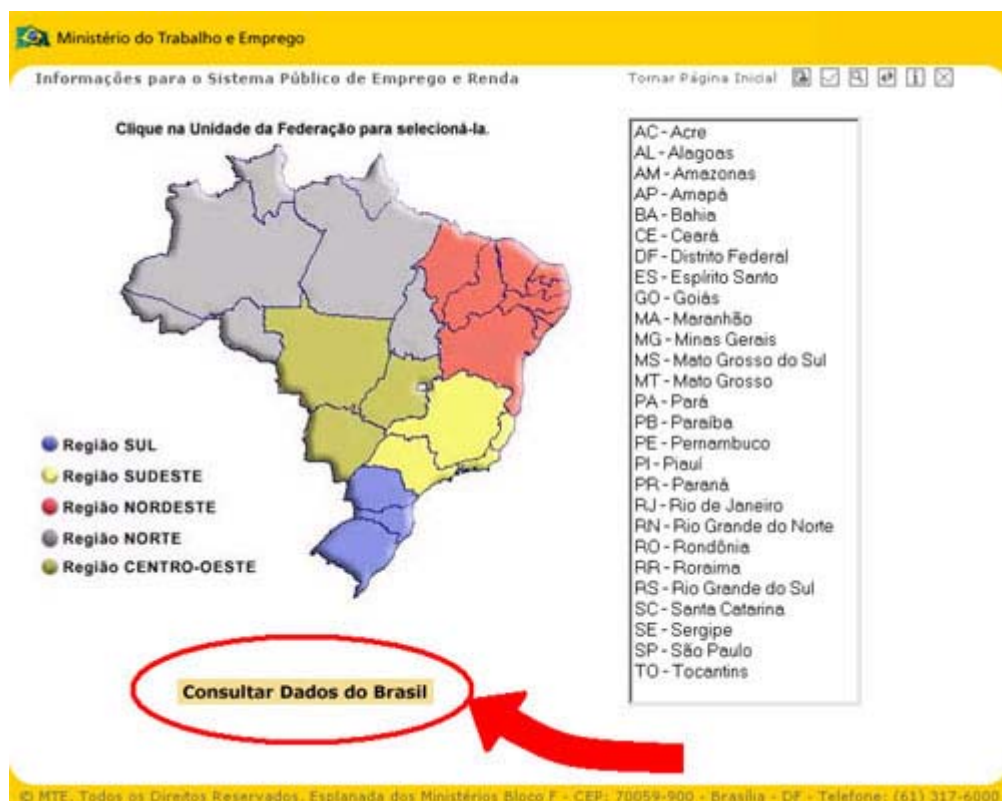 Ministério do Trabalho e Emprego
Informações para o Sistema Público de Emprego e Renda
Tornar Página Inicial
Clique na Unidade da Federação para selecioná-la.
Região SUL
Região SUDESTE
Região NORDESTE
Região NORTE
Região CENTRO-OESTE
AC - Acre
AL - Alagoas
AM - Amazonas
AP - Amapá
BA - Bahia
CE - Ceará
DF - Distrito Federal
ES - Espírito Santo
GO - Goiás
MA - Maranhão
MG - Minas Gerais
MS - Mato Grosso do Sul
MT - Mato Grosso
PA - Pará
PB - Paraíba
PE - Pernambuco
PI - Piauí
PR - Paraná
RJ - Rio de Janeiro
RN - Rio Grande do Norte
RO - Rondônia
RR - Roraima
RS - Rio Grande do Sul
SC - Santa Catarina
SE - Sergipe
SP - São Paulo
TO - Tocantins
Consultar Dados do Brasil
© MTE. Todos os Direitos Reservados. Esplanada dos Ministérios Bloco F - CEP: 70059-900 - Brasília - DF - Telefone: (61) 317-6000